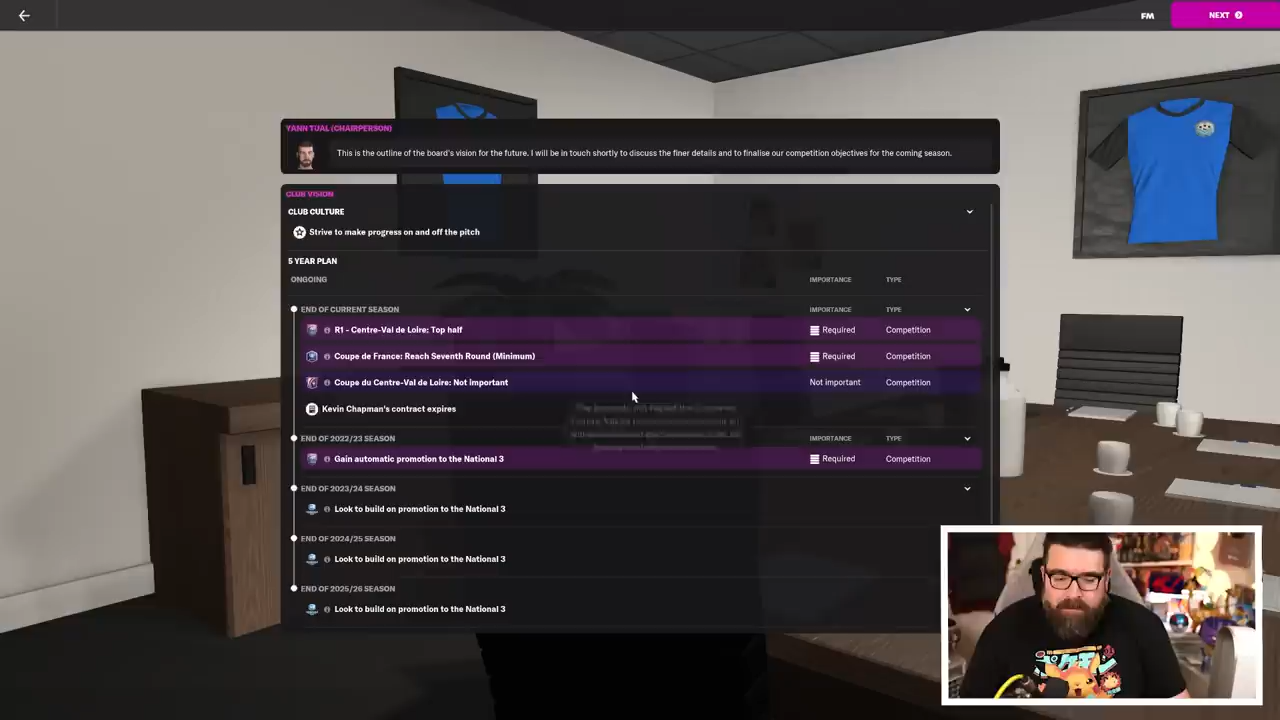 FM
NEXT
YANN TUAL (CHAIRPERSON)
This is the outline of the board's vision for the future. I will be in touch shortly to discuss the finer details and to finalise our competition objectives for the coming season.
CLUB VISION
CLUB CULTURE
Strive to make progress on and off the pitch
5 YEAR PLAN
ONGOING IMPORTANCE TYPE
END OF CURRENT SEASON IMPORTANCE TYPE
R1 - Centre-Val de Loire: Top half Required Competition
Coupe de France: Reach Seventh Round (Minimum) Required Competition
Coupe du Centre-Val de Loire: Not important Not important Competition
Kevin Chapman's contract expires
END OF 2022/23 SEASON IMPORTANCE TYPE
Gain automatic promotion to the National 3 Required Competition
END OF 2023/24 SEASON
Look to build on promotion to the National 3
END OF 2024/25 SEASON
Look to build on promotion to the National 3
END OF 2025/26 SEASON
Look to build on promotion to the National 3